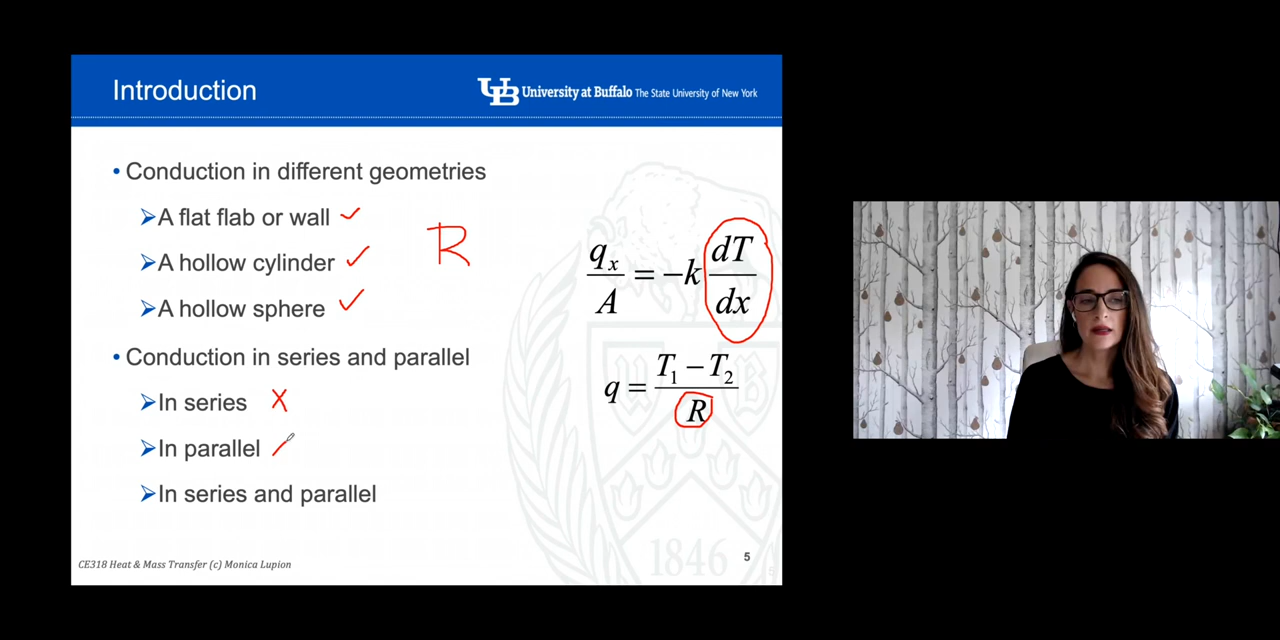 Introduction
UB University at Buffalo The State University of New York
• Conduction in different geometries
➢A flat flab or wall ✓
➢A hollow cylinder ✓
➢A hollow sphere ✓
R
• Conduction in series and parallel
➢In series X
➢In parallel
➢In series and parallel
q_x/A = −k dT/dx
q = (T₁ − T₂)/R
1846
5
CE318 Heat & Mass Transfer (c) Monica Lupion